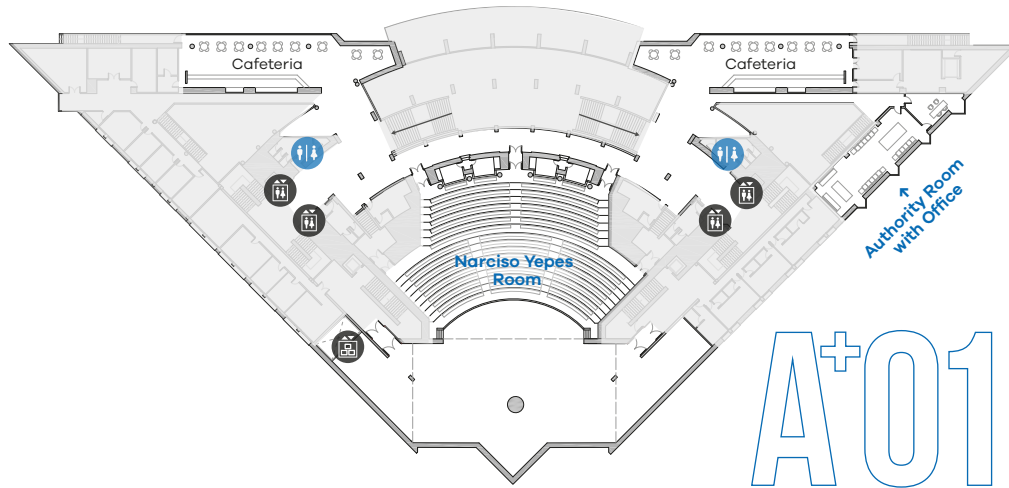 Cafeteria
Cafeteria
Authority Room
with Office
Narciso Yepes
Room
A+01